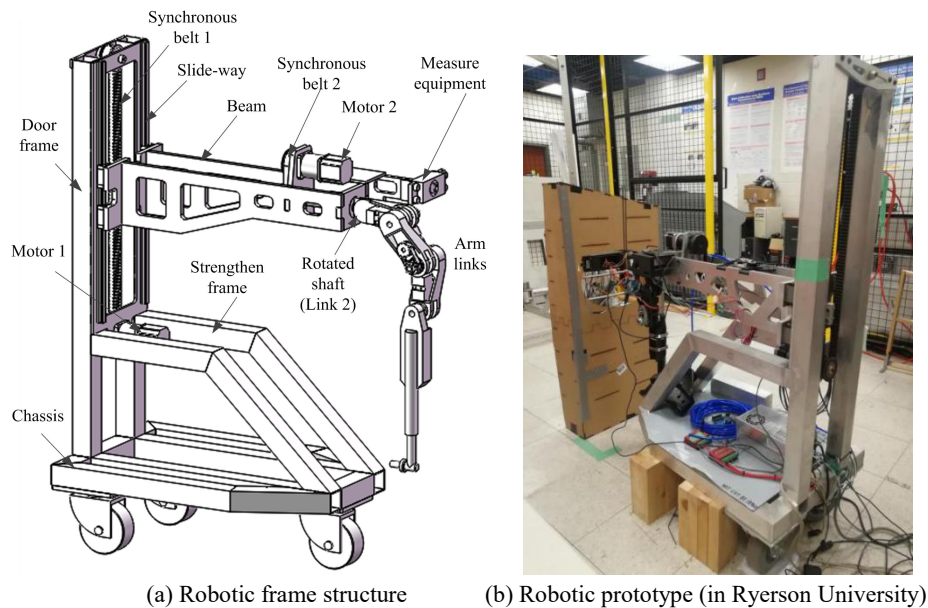 Synchronous
belt 1
Slide-way
Synchronous
belt 2
Measure
equipment
Beam
Motor 2
Door
frame
Motor 1
Strengthen
frame
Rotated
shaft
(Link 2)
Arm
links
Chassis
(a) Robotic frame structure
(b) Robotic prototype (in Ryerson University)